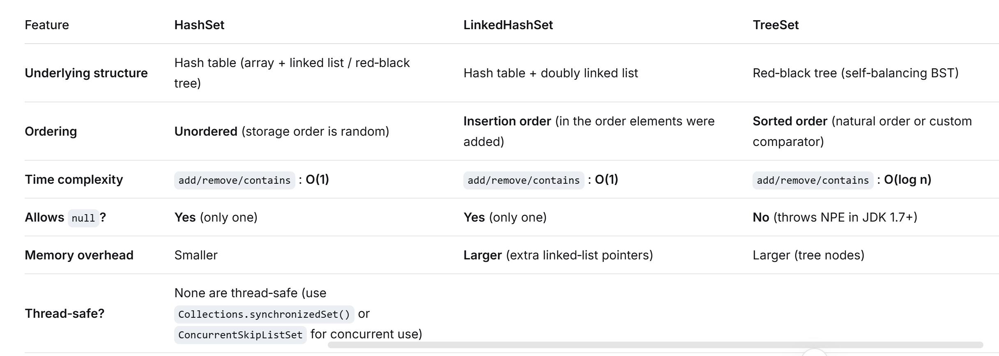 Feature HashSet LinkedHashSet TreeSet
Underlying structure
Hash table (array + linked list / red-black
tree)
Hash table + doubly linked list
Red-black tree (self-balancing BST)
Ordering
Unordered (storage order is random)
Insertion order (in the order elements were
added)
Sorted order (natural order or custom
comparator)
Time complexity
add/remove/contains : O(1)
add/remove/contains : O(1)
add/remove/contains : O(log n)
Allows null?
Yes (only one)
Yes (only one)
No (throws NPE in JDK 1.7+)
Memory overhead
Smaller
Larger (extra linked-list pointers)
Larger (tree nodes)
Thread-safe?
None are thread-safe (use
Collections.synchronizedSet() or
ConcurrentSkipListSet for concurrent use)